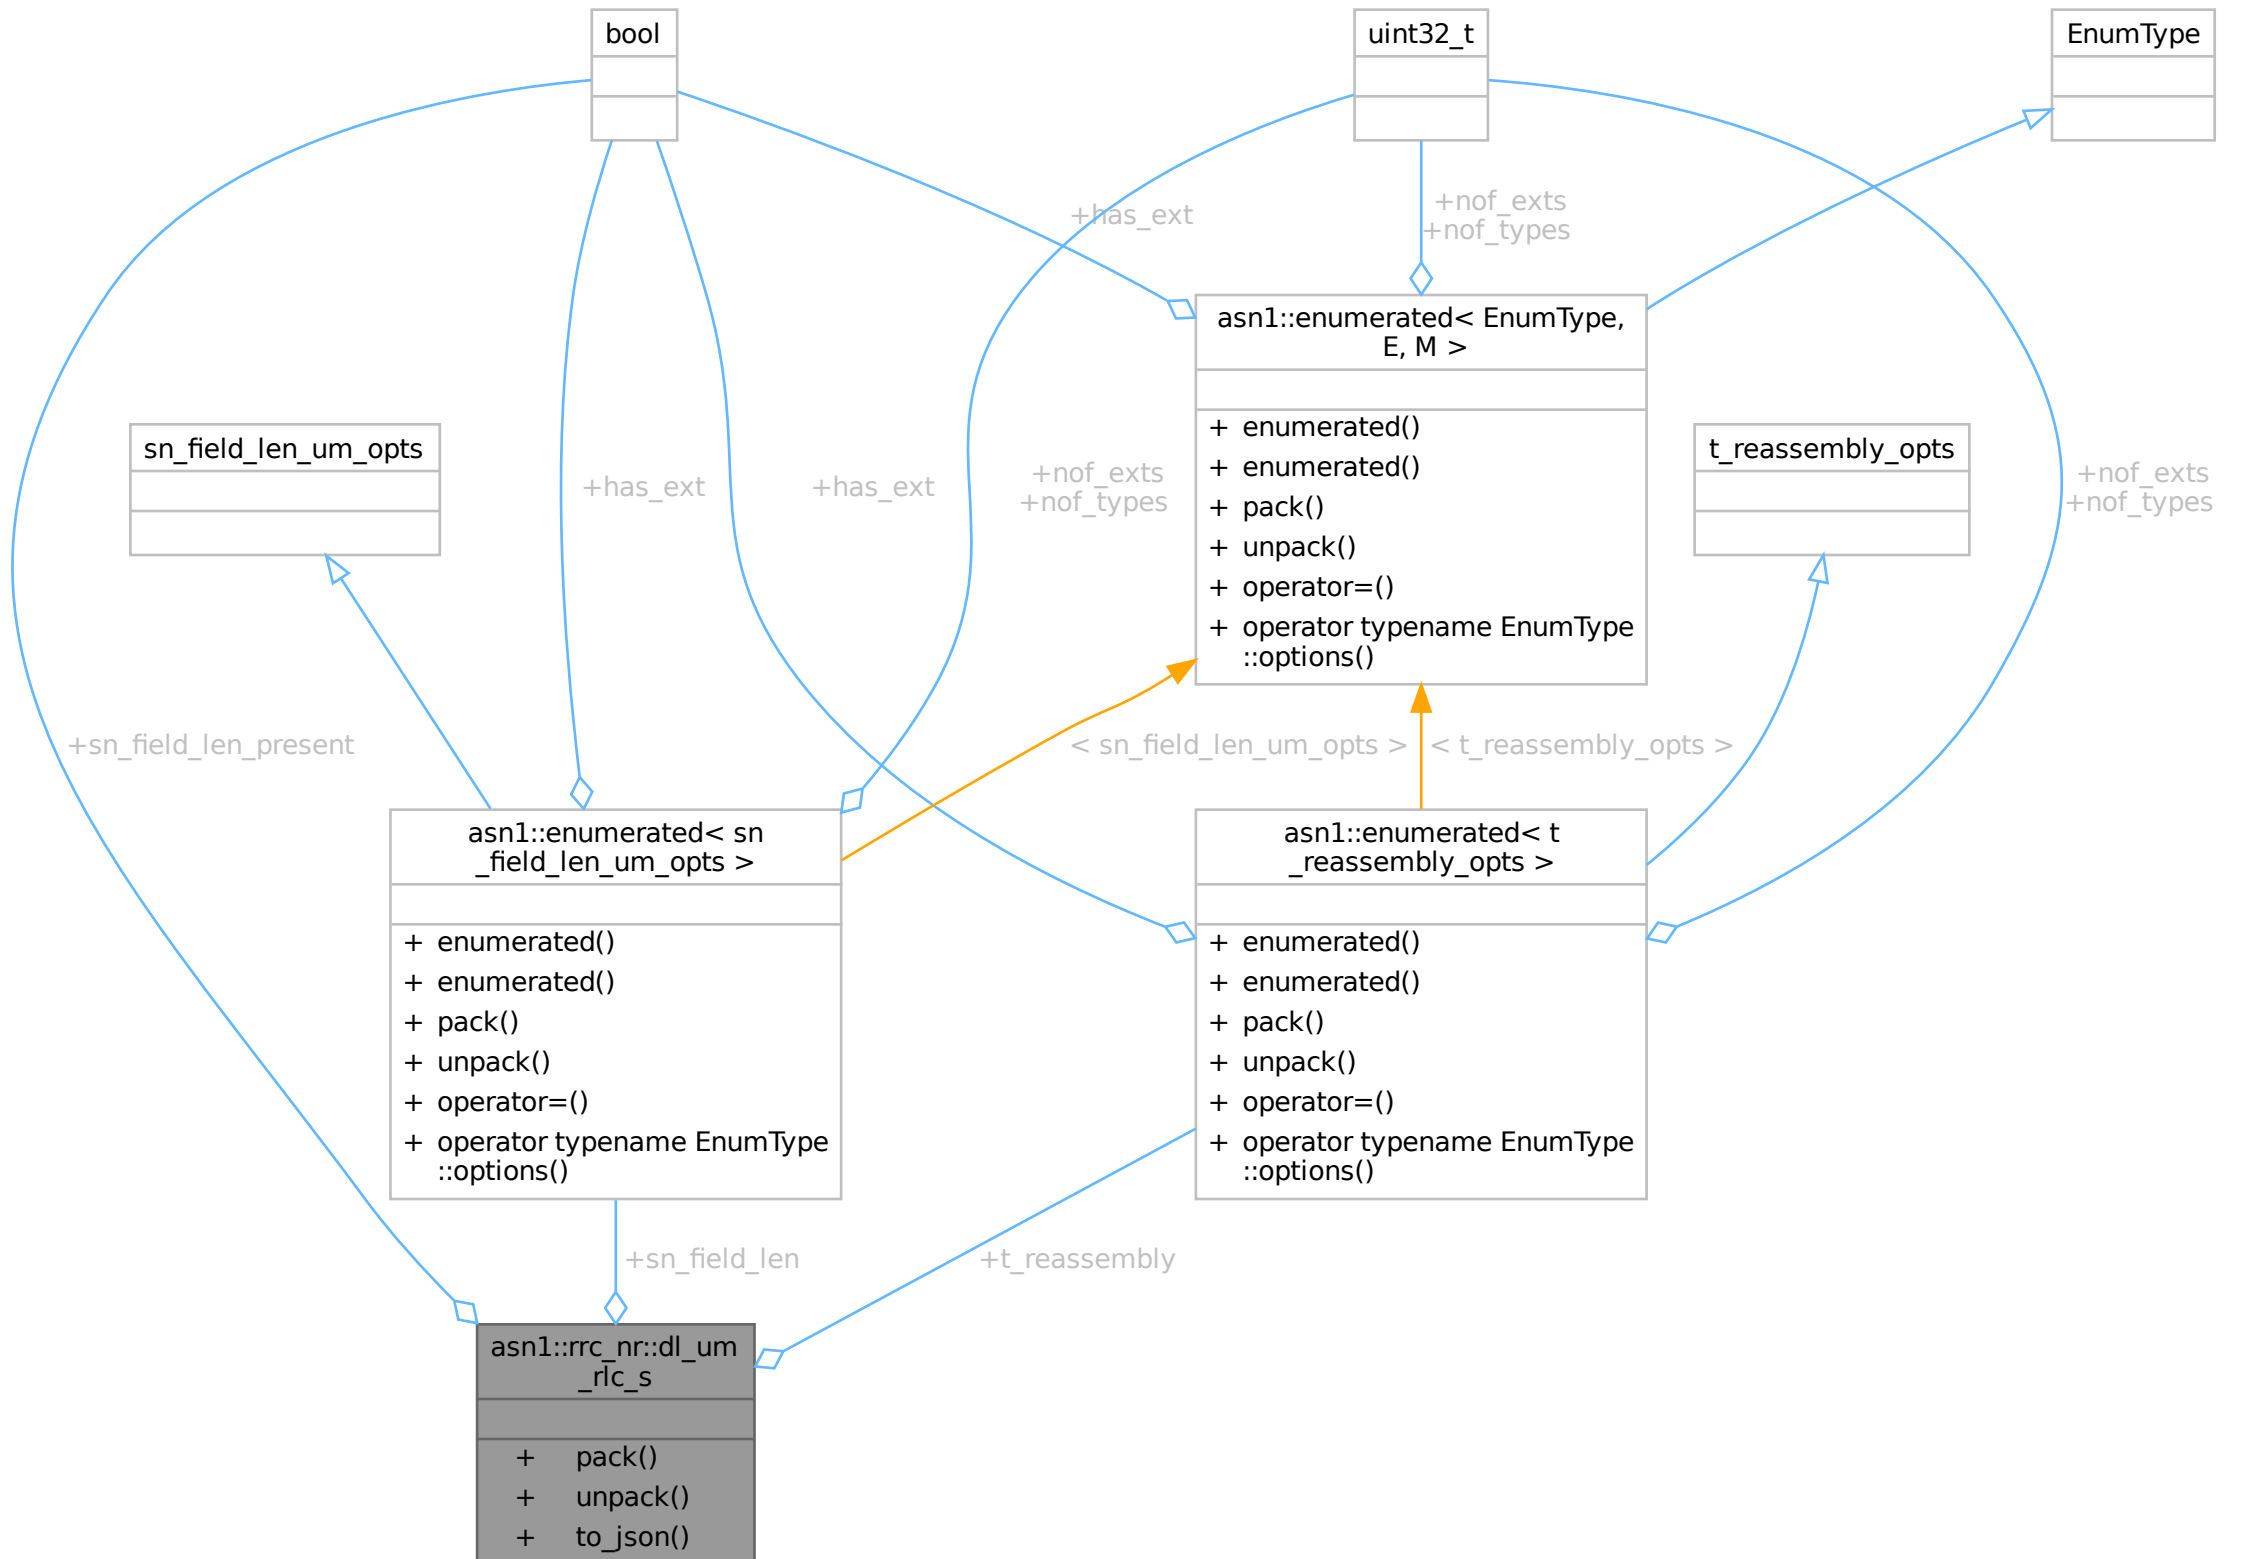 bool
uint32_t
EnumType
+has_ext
+nof_exts
+nof_types
asn1::enumerated< EnumType,
E, M >
+ enumerated()
+ enumerated()
+ pack()
+ unpack()
+ operator=()
+ operator typename EnumType
::options()
sn_field_len_um_opts
t_reassembly_opts
+has_ext
+has_ext
+nof_exts
+nof_types
+nof_exts
+nof_types
+sn_field_len_present
< sn_field_len_um_opts >
< t_reassembly_opts >
asn1::enumerated< sn
_field_len_um_opts >
+ enumerated()
+ enumerated()
+ pack()
+ unpack()
+ operator=()
+ operator typename EnumType
::options()
asn1::enumerated< t
_reassembly_opts >
+ enumerated()
+ enumerated()
+ pack()
+ unpack()
+ operator=()
+ operator typename EnumType
::options()
+sn_field_len
+t_reassembly
asn1::rrc_nr::dl_um
_rlc_s
+ pack()
+ unpack()
+ to_json()